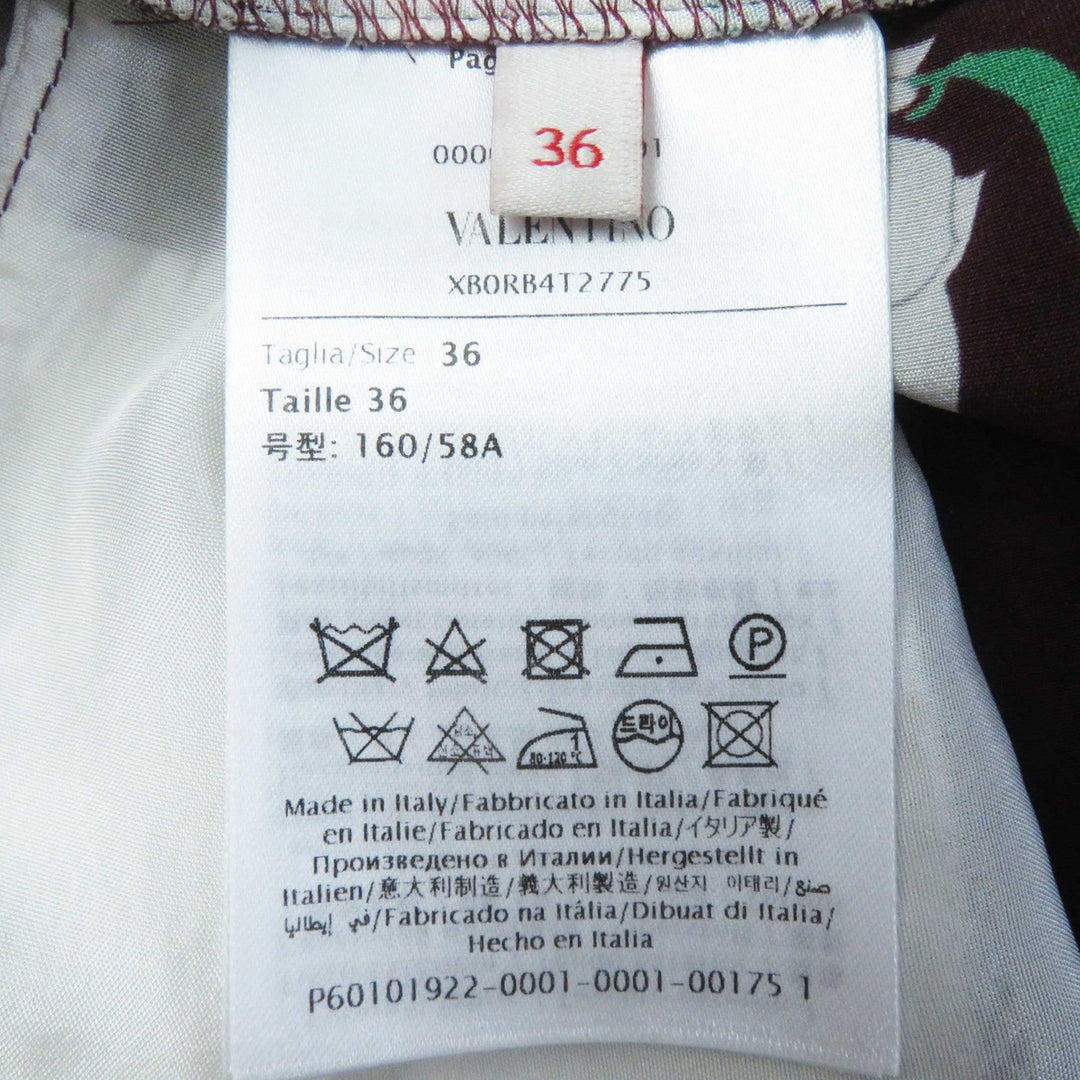 36
VALENTINO
XB0RB4T2775
Taglia/Size 36
Taille 36
号型: 160/58A
P
드라이
1
80-120℃
Made in Italy/Fabbricato in Italia/Fabriqué
en Italie/Fabricado en Italia/イタリア製/
Произведено в Италии/Hergestellt in
Italien/意大利制造/義大利製造/원산지 이태리/صنع
في إيطاليا/Fabricado na Itália/Dibuat di Italia/
Hecho en Italia
P60101922-0001-0001-00175 1